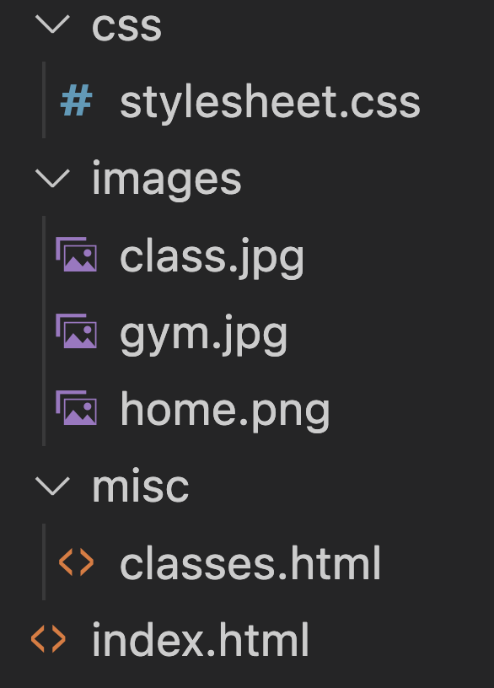 css
# stylesheet.css
images
class.jpg
gym.jpg
home.png
misc
<> classes.html
<> index.html